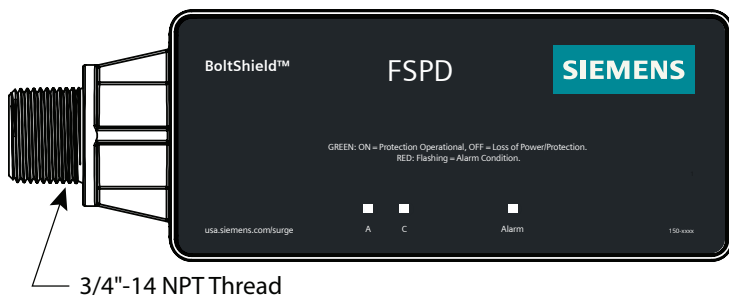 BoltShield™
FSPD
SIEMENS
GREEN: ON = Protection Operational, OFF = Loss of Power/Protection.
RED: Flashing = Alarm Condition.
usa.siemens.com/surge
A
C
Alarm
150-xxxx
3/4"-14 NPT Thread